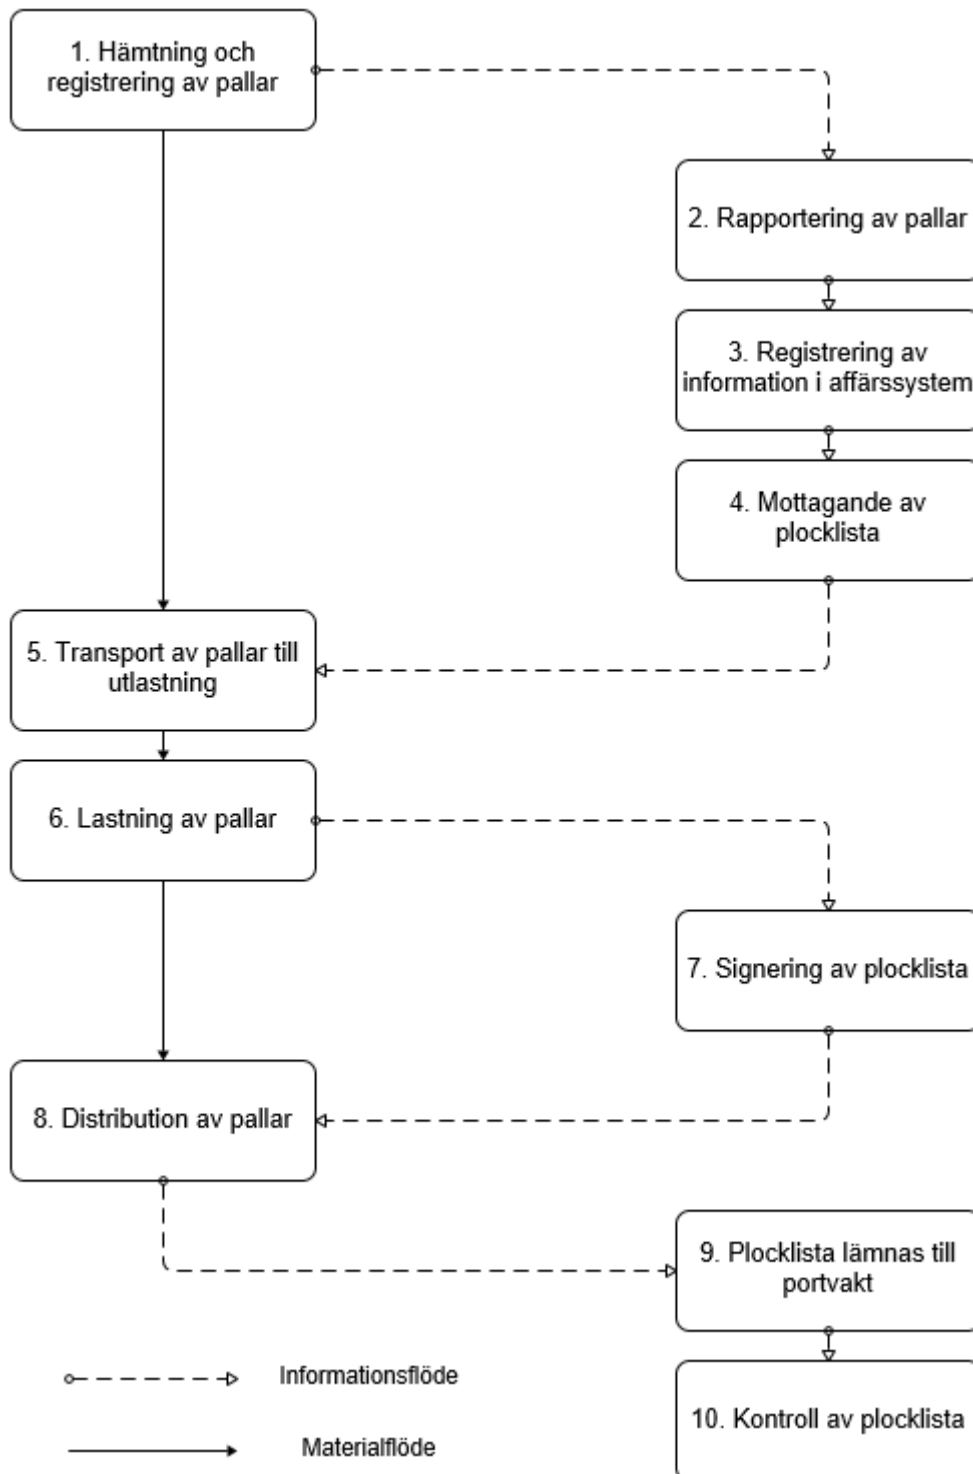 1. Hämtning och
registrering av pallar
2. Rapportering av pallar
3. Registrering av
information i affärssystem
4. Mottagande av
plocklista
5. Transport av pallar till
utlastning
6. Lastning av pallar
7. Signering av plocklista
8. Distribution av pallar
9. Plocklista lämnas till
portvakt
10. Kontroll av plocklista
Informationsflöde
Materialflöde